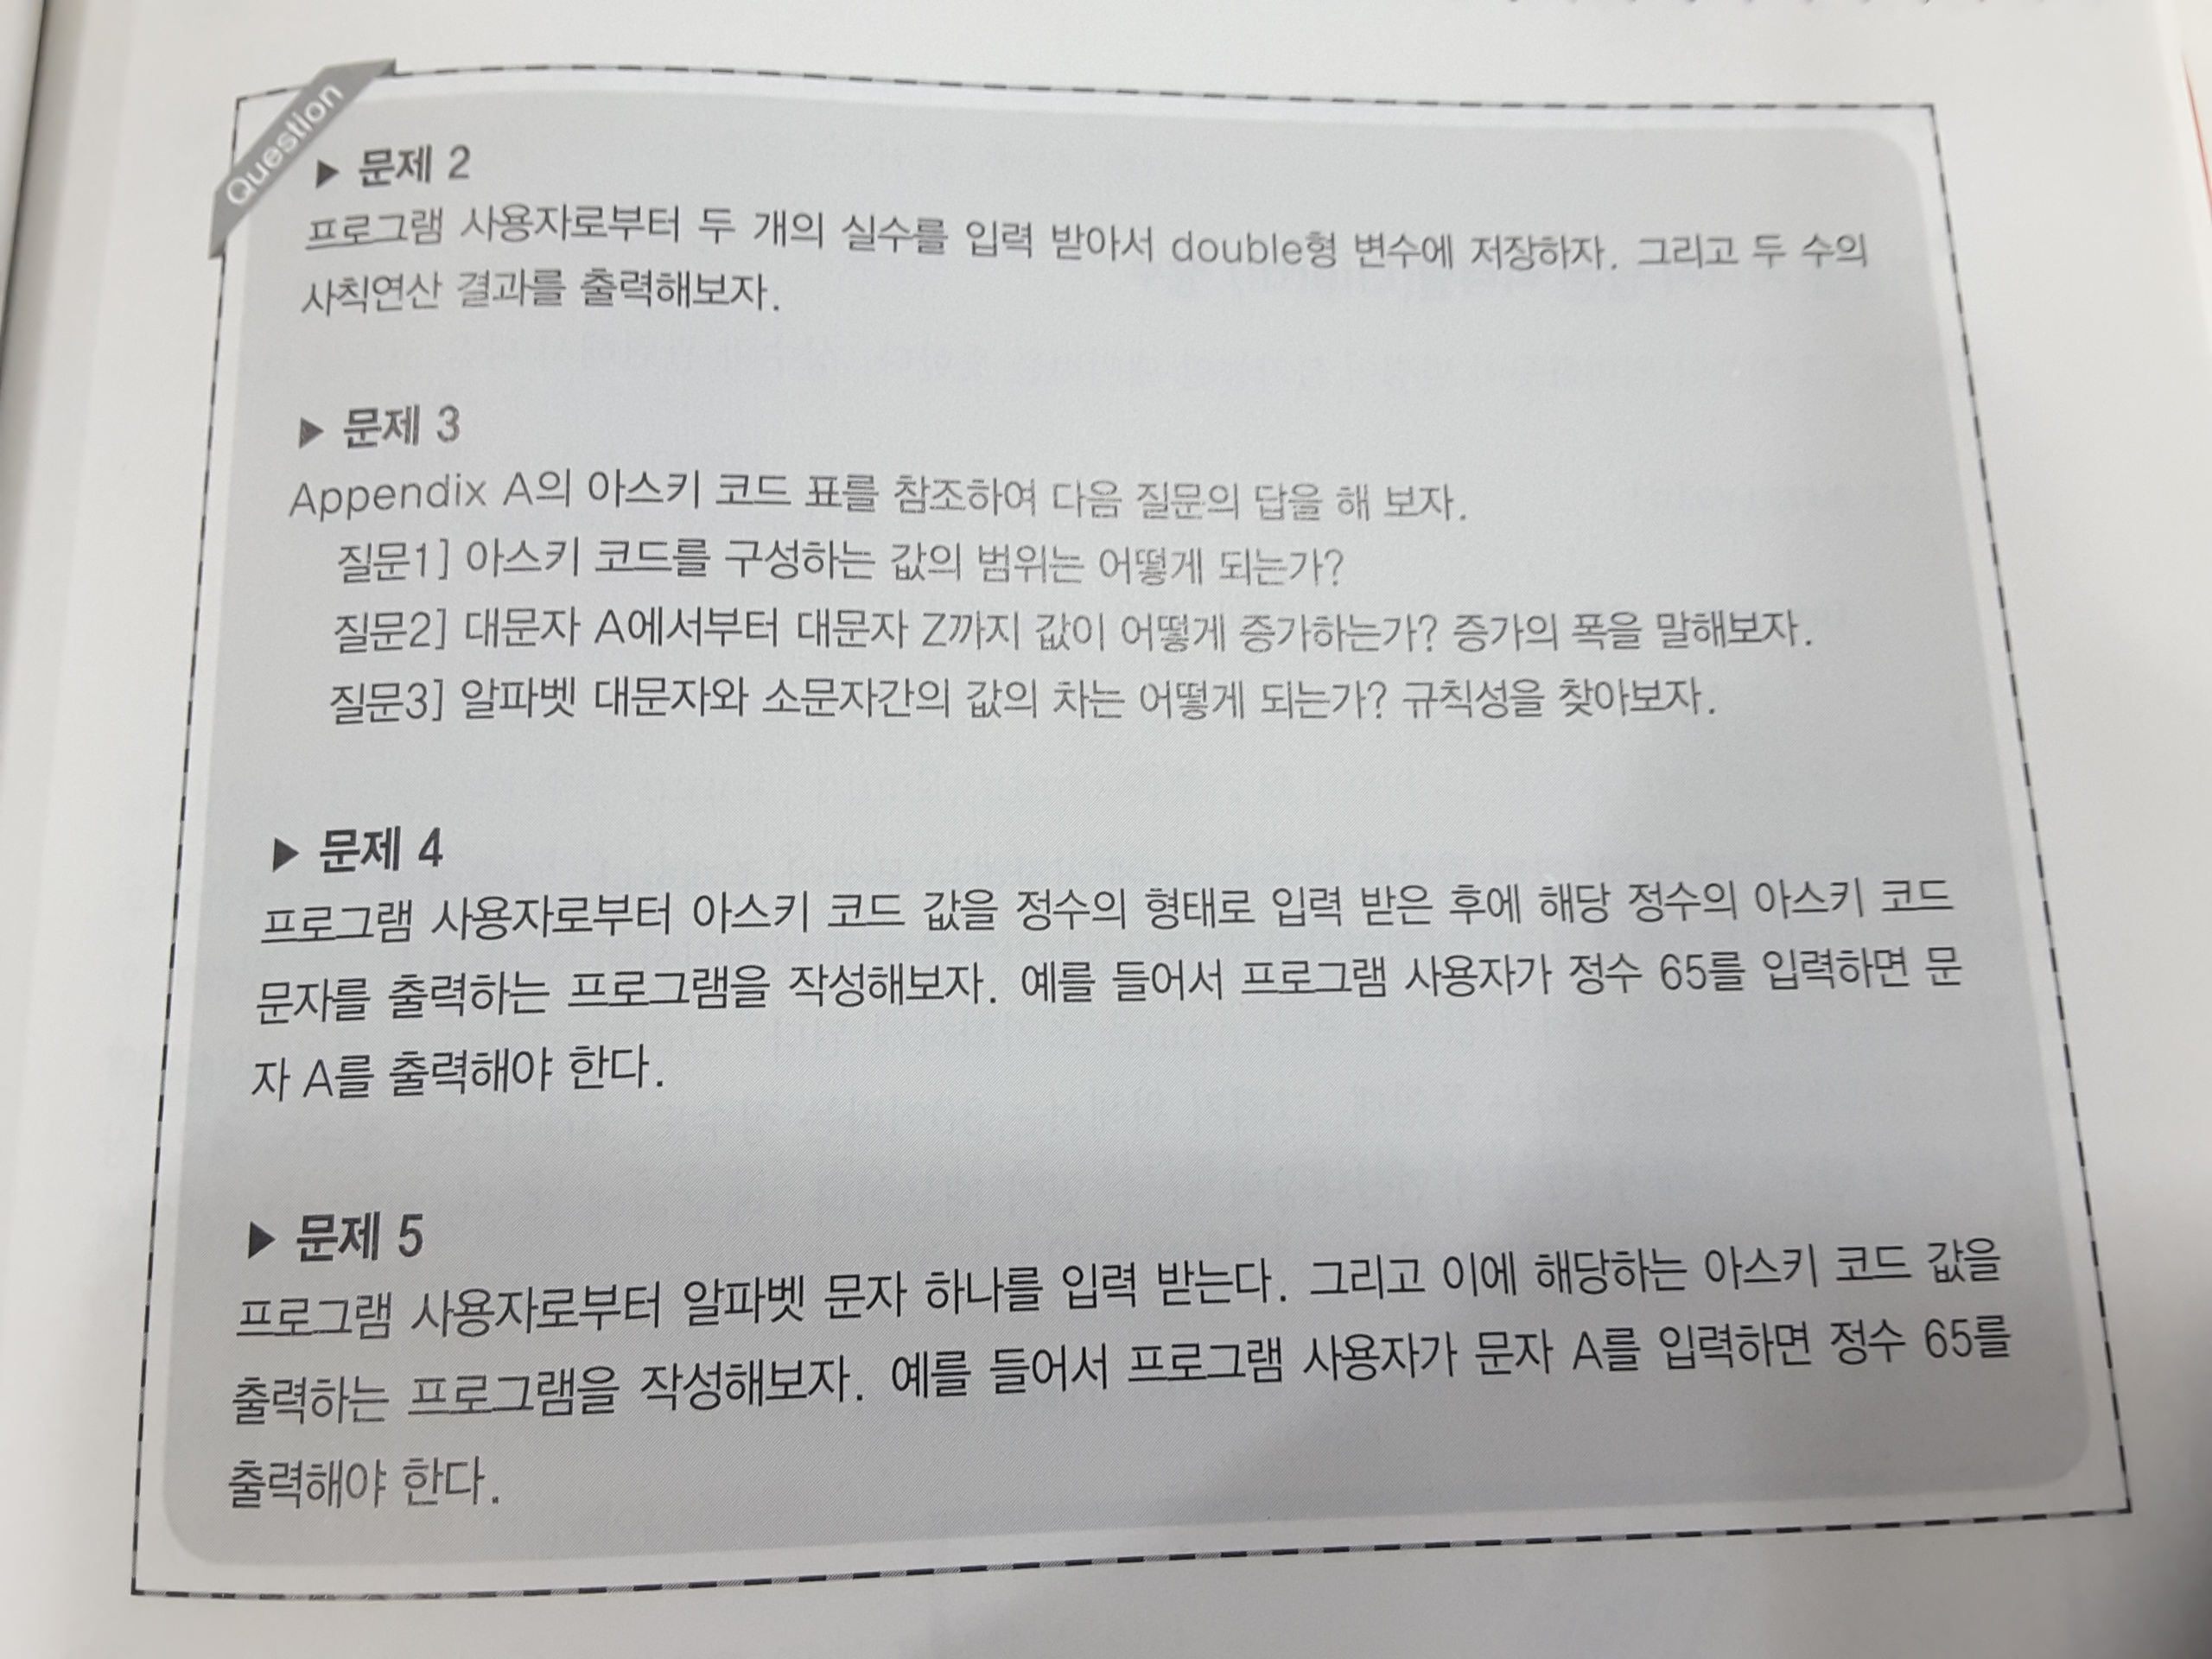 Question
▶ 문제 2
프로그램 사용자로부터 두 개의 실수를 입력 받아서 double형 변수에 저장하자. 그리고 두 수의
사칙연산 결과를 출력해보자.
▶ 문제 3
Appendix A의 아스키 코드 표를 참조하여 다음 질문의 답을 해 보자.
질문1] 아스키 코드를 구성하는 값의 범위는 어떻게 되는가?
질문2] 대문자 A에서부터 대문자 Z까지 값이 어떻게 증가하는가? 증가의 폭을 말해보자.
질문3] 알파벳 대문자와 소문자간의 값의 차는 어떻게 되는가? 규칙성을 찾아보자.
▶ 문제 4
프로그램 사용자로부터 아스키 코드 값을 정수의 형태로 입력 받은 후에 해당 정수의 아스키 코드
문자를 출력하는 프로그램을 작성해보자. 예를 들어서 프로그램 사용자가 정수 65를 입력하면 문
자 A를 출력해야 한다.
▶ 문제 5
프로그램 사용자로부터 알파벳 문자 하나를 입력 받는다. 그리고 이에 해당하는 아스키 코드 값을
출력하는 프로그램을 작성해보자. 예를 들어서 프로그램 사용자가 문자 A를 입력하면 정수 65를
출력해야 한다.